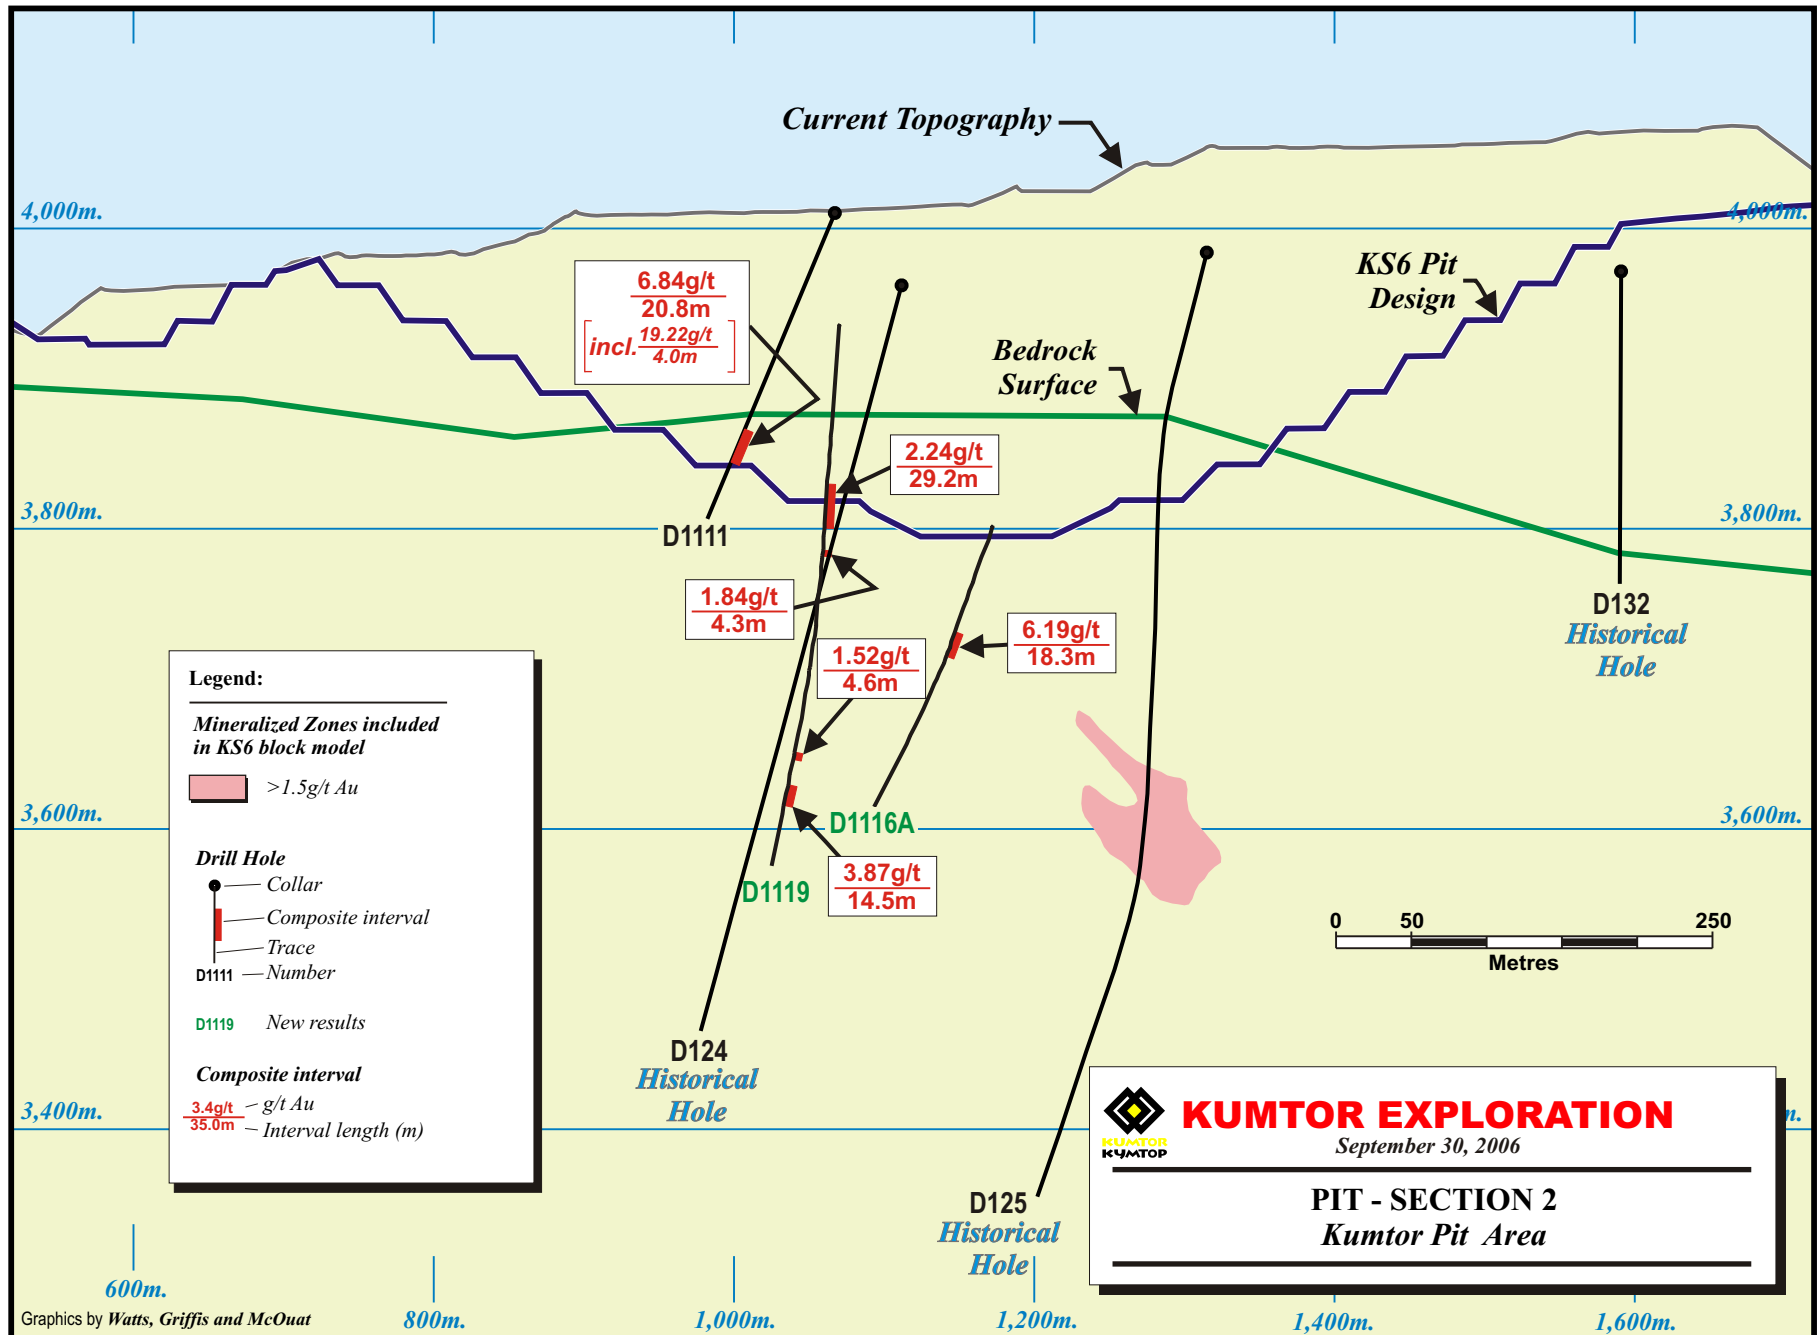 Current Topography
4,000m.
4,000m.
KS6 Pit
Design
6.84g/t
20.8m
incl. 19.22g/t
4.0m
Bedrock
Surface
2.24g/t
29.2m
3,800m.
3,800m.
D1111
1.84g/t
4.3m
D132
Historical
Hole
6.19g/t
18.3m
1.52g/t
4.6m
Legend:
Mineralized Zones included
in KS6 block model
>1.5g/t Au
3,600m.
3,600m.
D1116A
Drill Hole
Collar
Composite interval
Trace
D1111 Number
D1119 New results
Composite interval
3.4g/t g/t Au
35.0m Interval length (m)
D1119
3.87g/t
14.5m
0 50 250
Metres
D124
Historical
Hole
3,400m.
m.
KUMTOR
КУМТОР
KUMTOR EXPLORATION
September 30, 2006
PIT - SECTION 2
Kumtor Pit Area
D125
Historical
Hole
600m.
800m.
1,000m.
1,200m.
1,400m.
1,600m.
Graphics by Watts, Griffis and McOuat